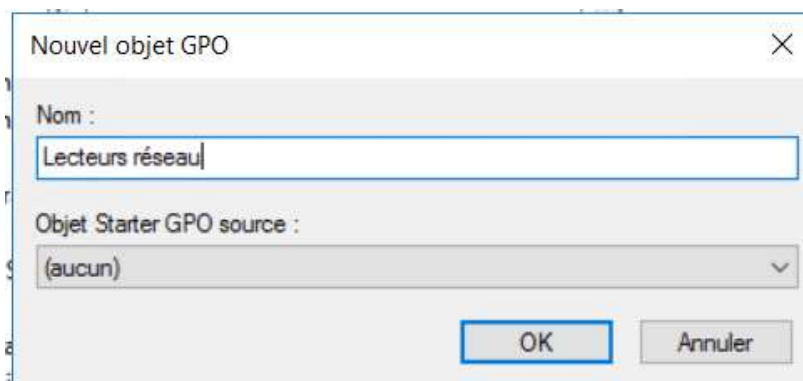 Nouvel objet GPO
Nom :
Lecteurs réseau
Objet Starter GPO source :
(aucun)
OK
Annuler